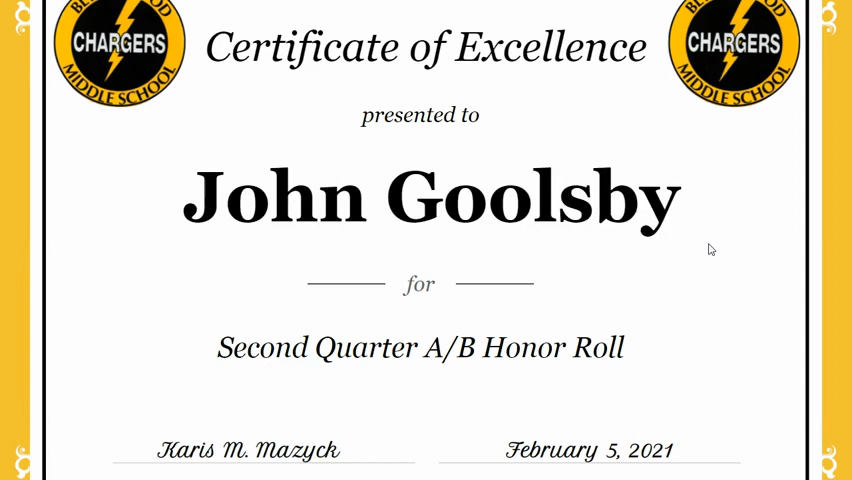 CHARGERS
MIDDLE SCHOOL
Certificate of Excellence
CHARGERS
MIDDLE SCHOOL
presented to
John Goolsby
for
Second Quarter A/B Honor Roll
Karis M. Mazyck
February 5, 2021